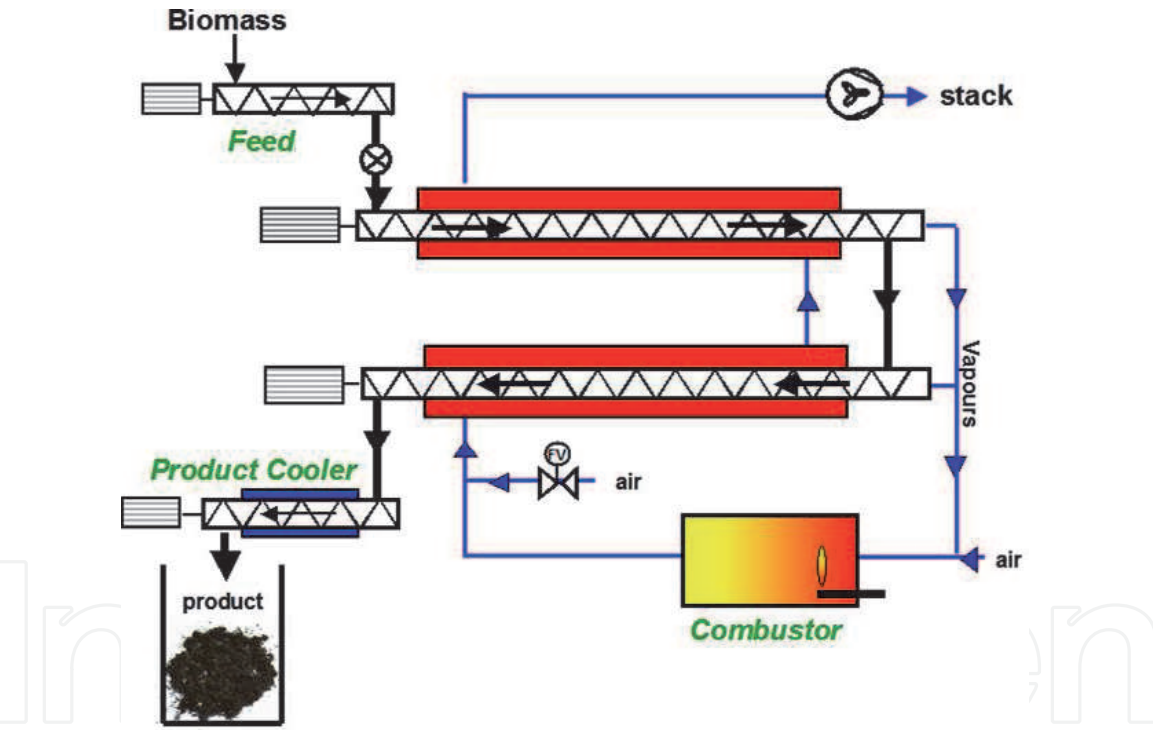 Biomass
stack
Feed
Vapours
FV
air
Product Cooler
air
product
Combustor